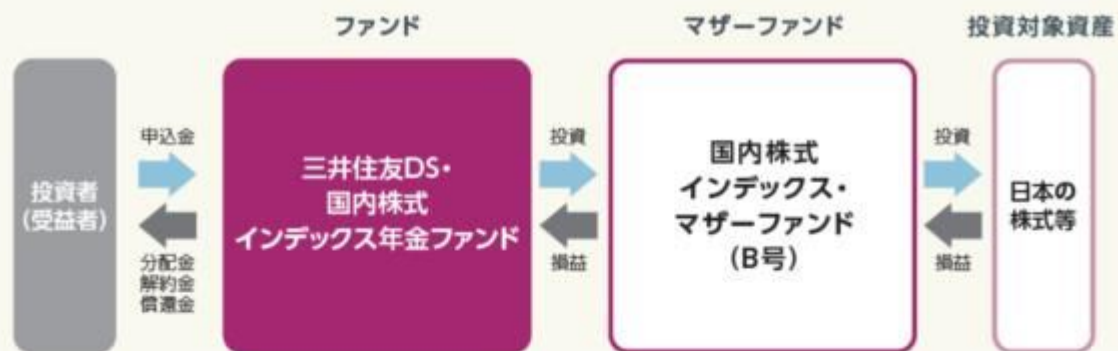 ファンド
マザーファンド
投資対象資産
投資者
(受益者)
申込金
分配金
解約金
償還金
三井住友DS・
国内株式
インデックス年金ファンド
投資
損益
国内株式
インデックス・
マザーファンド
(B号)
投資
損益
日本の
株式等